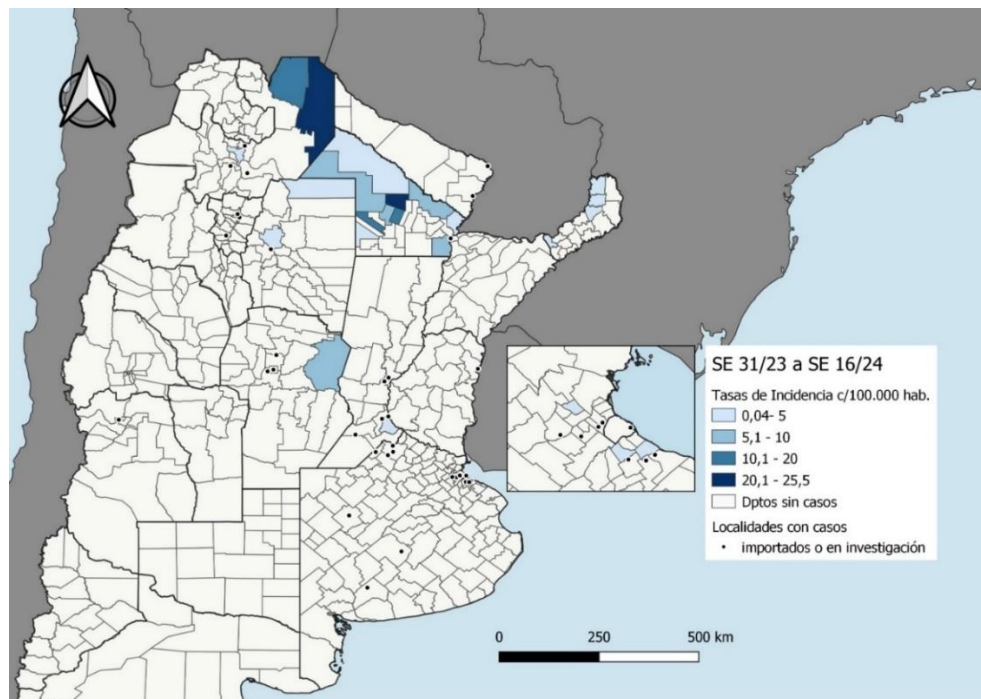 SE 31/23 a SE 16/24
Tasas de Incidencia c/100.000 hab.
0,04- 5
5,1 - 10
10,1 - 20
20,1 - 25,5
Dptos sin casos
Localidades con casos
importados o en investigación
0 250 500 km